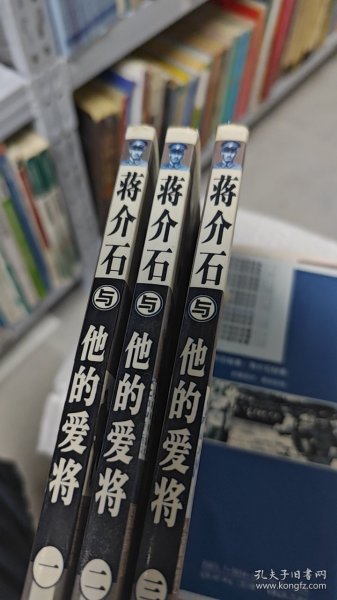 蒋介石
与
他的爱将
一
蒋介石
与
他的爱将
二
蒋介石
与
他的爱将
三
孔夫子旧书网
www.kongfz.com